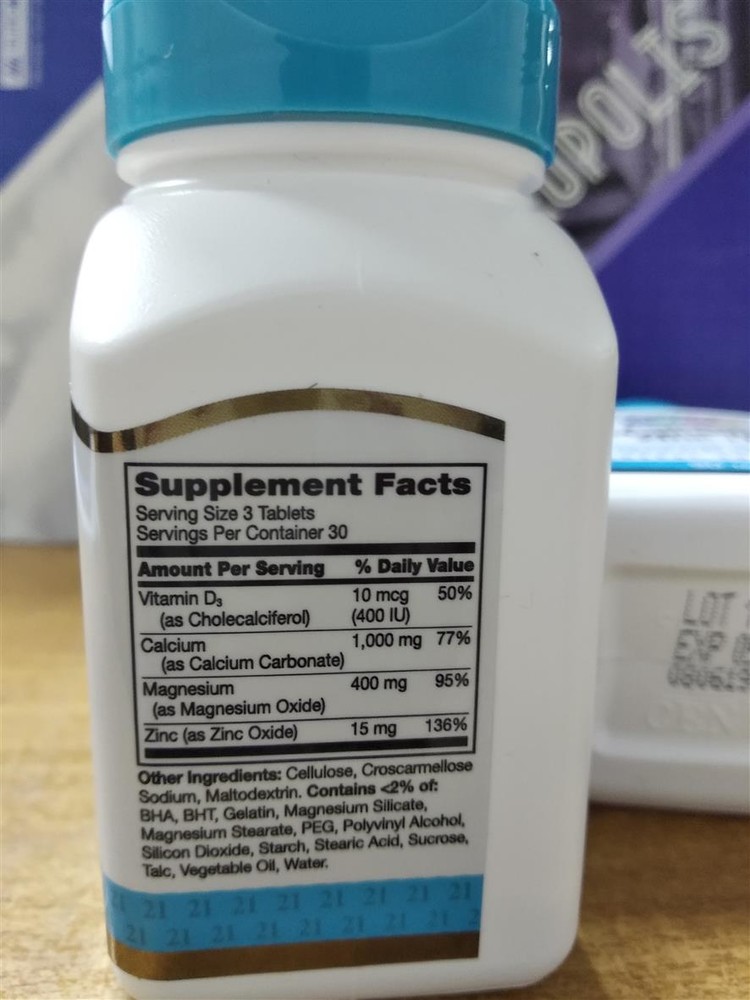 UPOLIS
Supplement Facts
Serving Size 3 Tablets
Servings Per Container 30
Amount Per Serving % Daily Value
Vitamin D₃ 10 mcg 50%
(as Cholecalciferol) (400 IU)
Calcium 1,000 mg 77%
(as Calcium Carbonate)
Magnesium 400 mg 95%
(as Magnesium Oxide)
Zinc (as Zinc Oxide) 15 mg 136%
Other Ingredients: Cellulose, Croscarmellose
Sodium, Maltodextrin. Contains <2% of:
BHA, BHT, Gelatin, Magnesium Silicate,
Magnesium Stearate, PEG, Polyvinyl Alcohol,
Silicon Dioxide, Starch, Stearic Acid, Sucrose,
Talc, Vegetable Oil, Water.
21 21 21 21 21 21 21 21 21
21 21 21 21 21 21 21 21
LOT
EXP